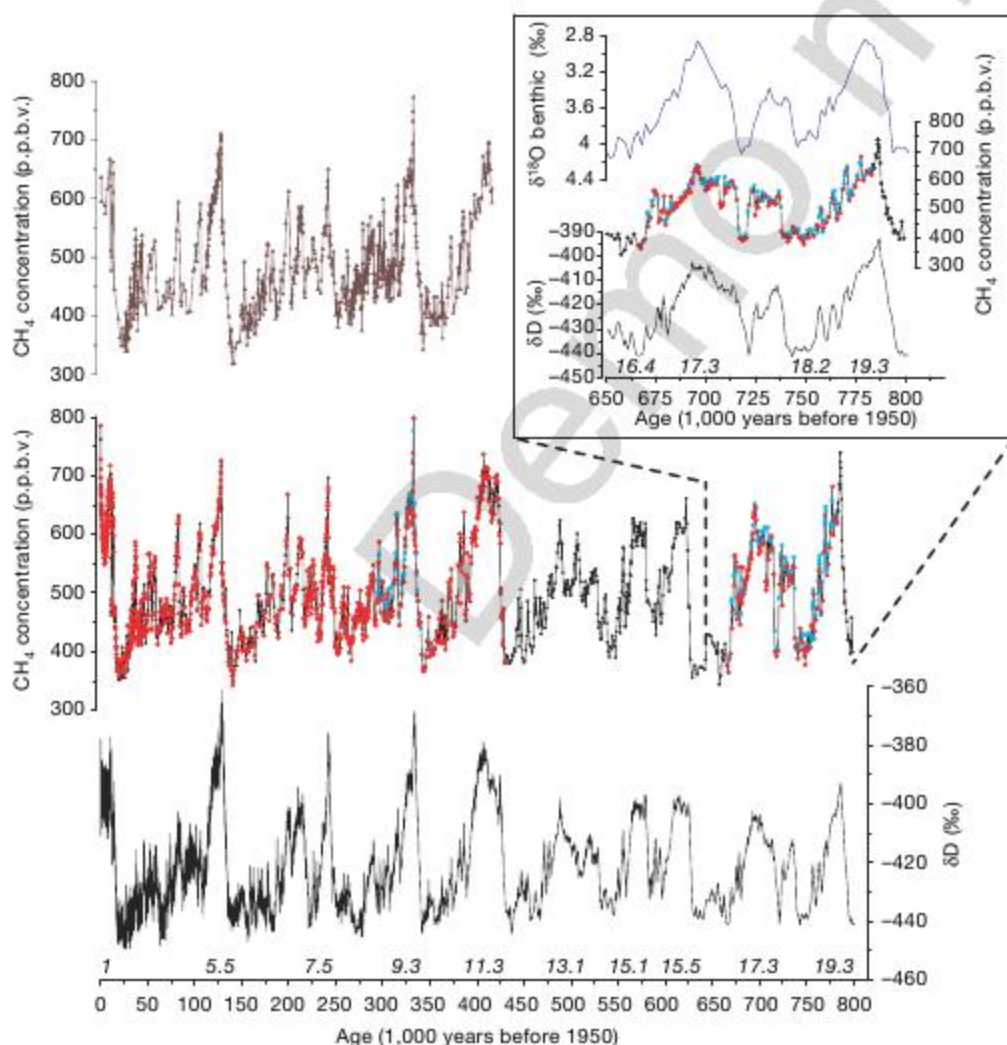 δ¹⁸O benthic (‰)
2.8
3.2
3.6
4
4.4
CH₄ concentration (p.p.b.v.)
800
700
600
500
400
300
−390
−400
−410
−420
−430
−440
−450
δD (‰)
16.4 17.3 18.2 19.3
650 675 700 725 750 775 800
Age (1,000 years before 1950)
CH₄ concentration (p.p.b.v.)
800
700
600
500
400
300
CH₄ concentration (p.p.b.v.)
800
700
600
500
400
300
−360
−380
−400
−420
−440
−460
δD (‰)
1 5.5 7.5 9.3 11.3 13.1 15.1 15.5 17.3 19.3
0 50 100 150 200 250 300 350 400 450 500 550 600 650 700 750 800
Age (1,000 years before 1950)
Demo